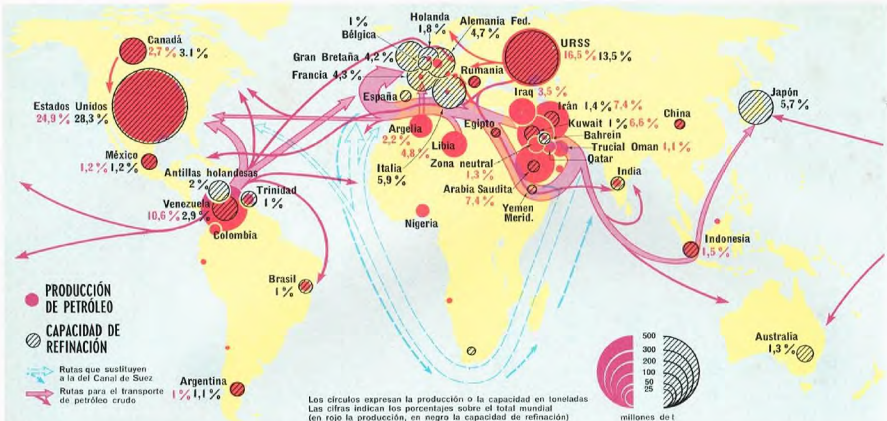 Canadá
2,7 % 3.1 %
Estados Unidos
24,9 % 28,3 %
México
1,2 % 1,2 %
Antillas holandesas
2 %
Trinidad
1 %
Venezuela
10,6 % 2,9 %
Colombia
Brasil
1 %
Argentina
1 % 1,1 %
1 %
Bélgica
Holanda
1,8 %
Alemania Fed.
4,7 %
Gran Bretaña 4,2 %
Francia 4,3 %
España
Rumania
URSS
16,5 % 13,5 %
Italia
5,9 %
Argelia
2,2 %
4,8 %
Libia
Egipto
Nigeria
Iraq 3,5 %
Irán 1,4 % 7,4 %
Kuwait 1 % 6,6 %
Bahrein
Trucial Oman 1,1 %
Qatar
Zona neutral
1,3 %
Arabia Saudita
7,4 %
Yemen
Merid.
India
China
Japón
5,7 %
Indonesia
1,5 %
Australia
1,3 %
PRODUCCIÓN
DE PETRÓLEO
CAPACIDAD DE
REFINACIÓN
Rutas que sustituyen
a la del Canal de Suez
Rutas para el transporte
de petróleo crudo
Los círculos expresan la producción o la capacidad en toneladas
Las cifras indican los porcentajes sobre el total mundial
(en rojo la producción, en negro la capacidad de refinación)
500
300
200
100
50
25
millones de t